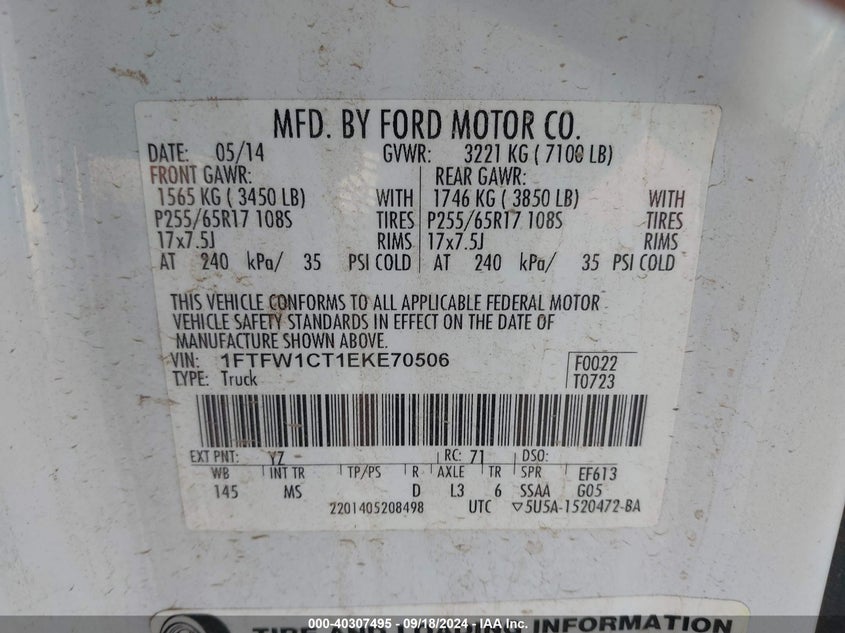 MFD. BY FORD MOTOR CO.
DATE: 05/14 GVWR: 3221 KG ( 7100 LB)
FRONT GAWR: REAR GAWR:
1565 KG ( 3450 LB) WITH 1746 KG ( 3850 LB) WITH
P255/65R17 108S TIRES P255/65R17 108S TIRES
17x7.5J RIMS 17x7.5J RIMS
AT 240 kPa/ 35 PSI COLD AT 240 kPa/ 35 PSI COLD
THIS VEHICLE CONFORMS TO ALL APPLICABLE FEDERAL MOTOR
VEHICLE SAFETY STANDARDS IN EFFECT ON THE DATE OF
MANUFACTURE SHOWN ABOVE.
VIN: 1FTFW1CT1EKE70506 F0022
TYPE: Truck T0723
EXT PNT: YZ RC: 71 DSO:
WB INT TR TP/PS R AXLE TR SPR EF613
145 MS D L3 6 SSAA G05
2201405208498 UTC ▽5U5A-1520472-BA
TIRE AND LOADING INFORMATION
000-40307495 - 09/18/2024 - IAA Inc.